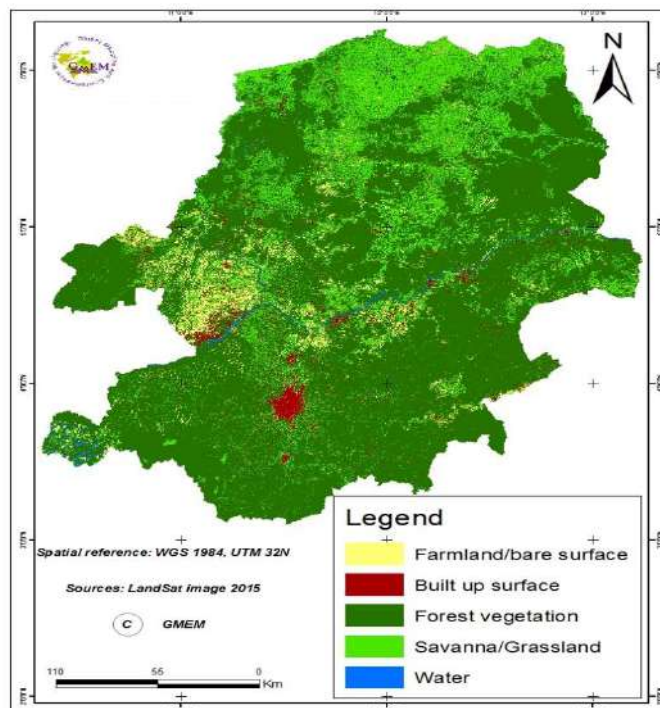 GMEM
N
Legend
Farmland/bare surface
Built up surface
Forest vegetation
Savanna/Grassland
Water
Spatial reference: WGS 1984, UTM 32N
Sources: LandSat image 2015
C GMEM
110 55 0
Km